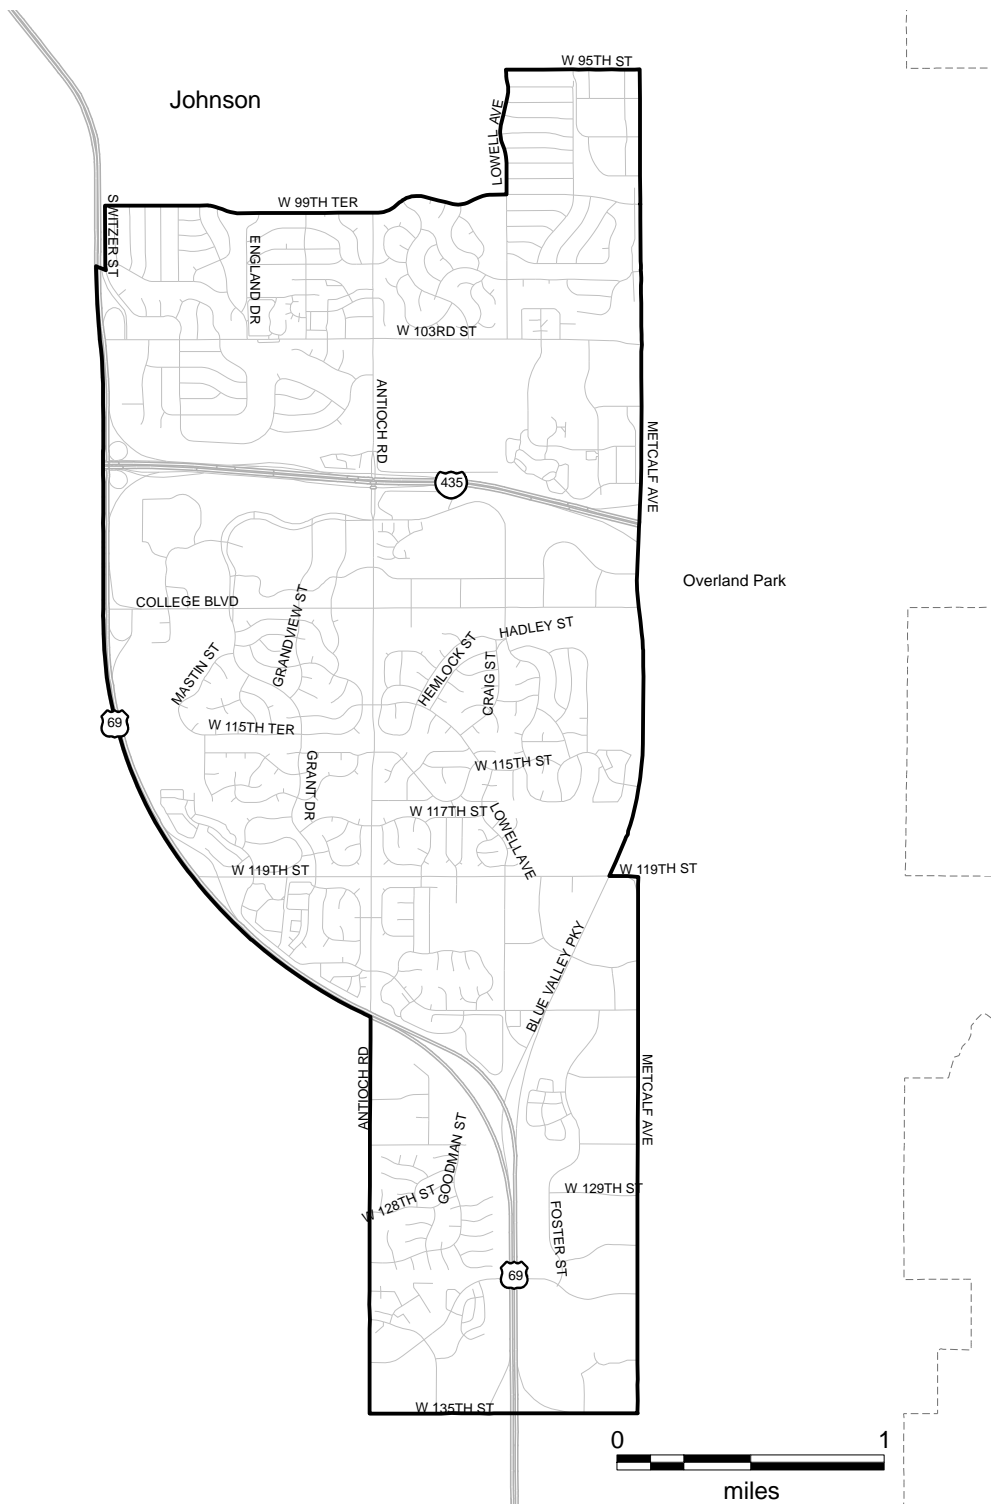 W 95TH ST
Johnson
LOWELL AVE
SWITZER ST
W 99TH TER
ENGLAND DR
W 103RD ST
ANTIOCH RD
METCALF AVE
435
Overland Park
COLLEGE BLVD
GRANDVIEW ST
HADLEY ST
MASTIN ST
HEMLOCK ST
CRAIG ST
69
W 115TH TER
GRANT DR
W 115TH ST
W 117TH ST
LOWELL AVE
W 119TH ST
W 119TH ST
BLUE VALLEY PKY
ANTIOCH RD
METCALF AVE
GOODMAN ST
W 128TH ST
W 129TH ST
FOSTER ST
69
W 135TH ST
0 1
miles